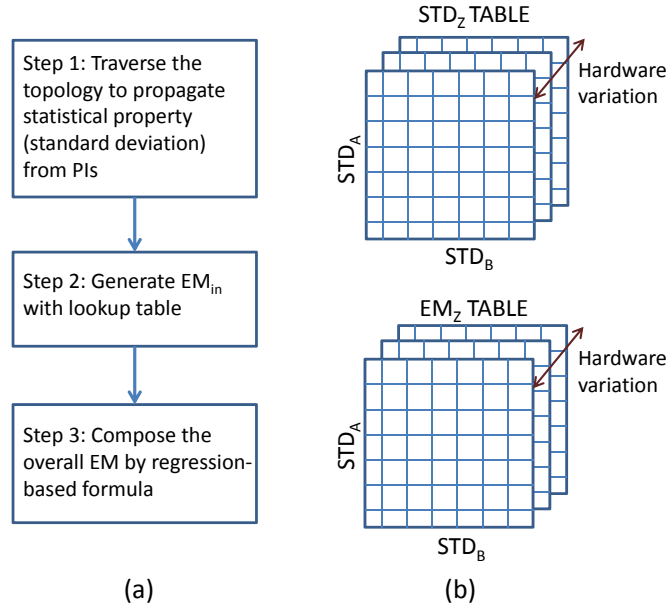 Step 1: Traverse the
topology to propagate
statistical property
(standard deviation)
from PIs
Step 2: Generate EMin
with lookup table
Step 3: Compose the
overall EM by regression-
based formula
(a)
STDZ TABLE
Hardware
variation
STDA
STDB
EMZ TABLE
Hardware
variation
STDA
STDB
(b)